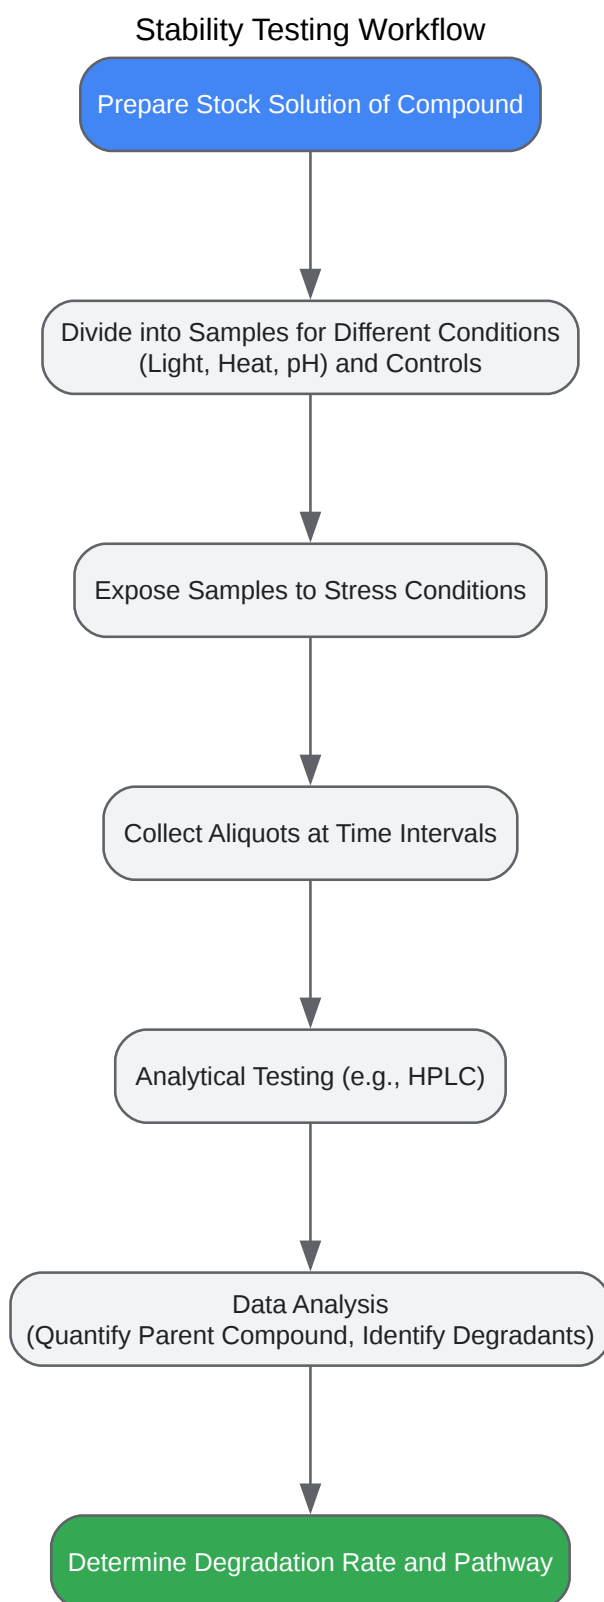 Stability Testing Workflow
Prepare Stock Solution of Compound
Divide into Samples for Different Conditions
(Light, Heat, pH) and Controls
Expose Samples to Stress Conditions
Collect Aliquots at Time Intervals
Analytical Testing (e.g., HPLC)
Data Analysis
(Quantify Parent Compound, Identify Degradants)
Determine Degradation Rate and Pathway